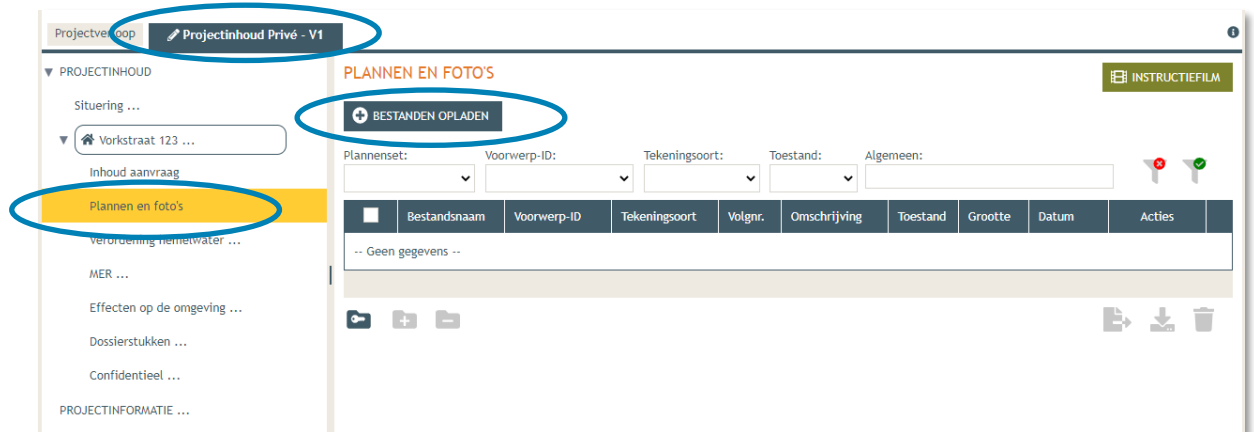 Projectverloop
Projectinhoud Privé - V1
PROJECTINHOUD
Situering ...
Vorkstraat 123 ...
Inhoud aanvraag
Plannen en foto's
Verordening hemelwater ...
MER ...
Effecten op de omgeving ...
Dossierstukken ...
Confidentieel ...
PROJECTINFORMATIE ...
PLANNEN EN FOTO'S
INSTRUCTIEFILM
BESTANDEN OPLADEN
Plannenset: Voorwerp-ID: Tekeningsoort: Toestand: Algemeen:
Bestandsnaam Voorwerp-ID Tekeningsoort Volgnr. Omschrijving Toestand Grootte Datum Acties
-- Geen gegevens --